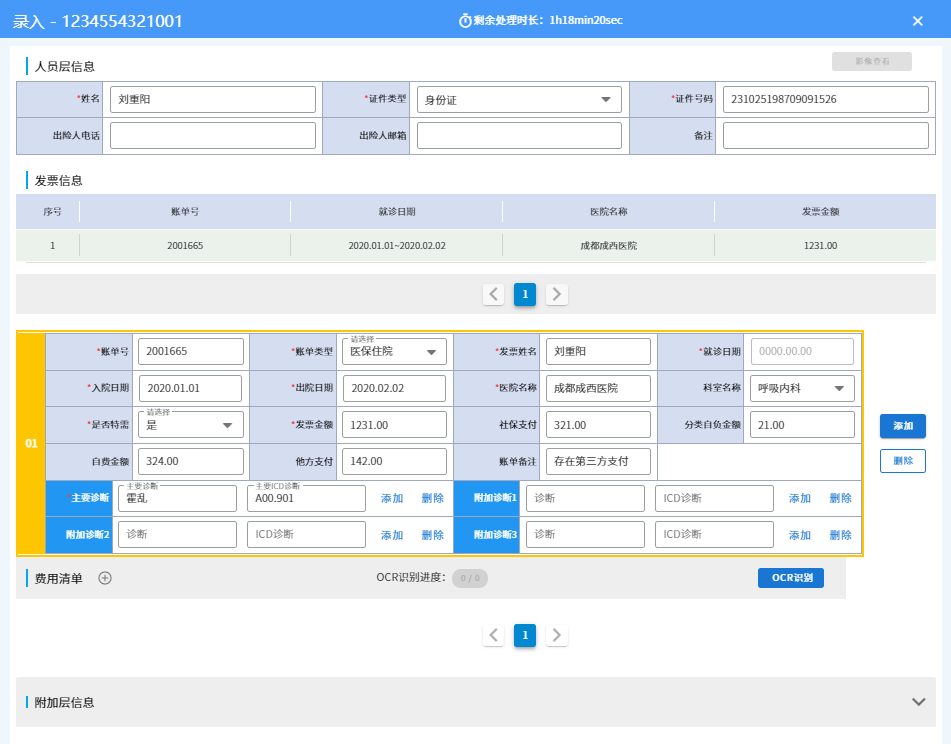 录入 - 1234554321001
剩余处理时长：1h18min20sec
人员层信息
影像查看
*姓名 刘重阳 *证件类型 身份证 *证件号码 231025198709091526
出险人电话 出险人邮箱 备注
发票信息
序号 账单号 就诊日期 医院名称 发票金额
1 2001665 2020.01.01~2020.02.02 成都成西医院 1231.00
1
01
*账单号 2001665 *账单类型 请选择 医保住院 *发票姓名 刘重阳 *就诊日期 0000.00.00
*入院日期 2020.01.01 *出院日期 2020.02.02 *医院名称 成都成西医院 科室名称 呼吸内科
*是否特需 请选择 是 *发票金额 1231.00 社保支付 321.00 分类自负金额 21.00
添加
自费金额 324.00 他方支付 142.00 账单备注 存在第三方支付
删除
*主要诊断 主要诊断 霍乱 主要ICD诊断 A00.901 添加 删除 附加诊断1 诊断 ICD诊断 添加 删除
附加诊断2 诊断 ICD诊断 添加 删除 附加诊断3 诊断 ICD诊断 添加 删除
费用清单 OCR识别进度： 0 / 0 OCR识别
1
附加层信息